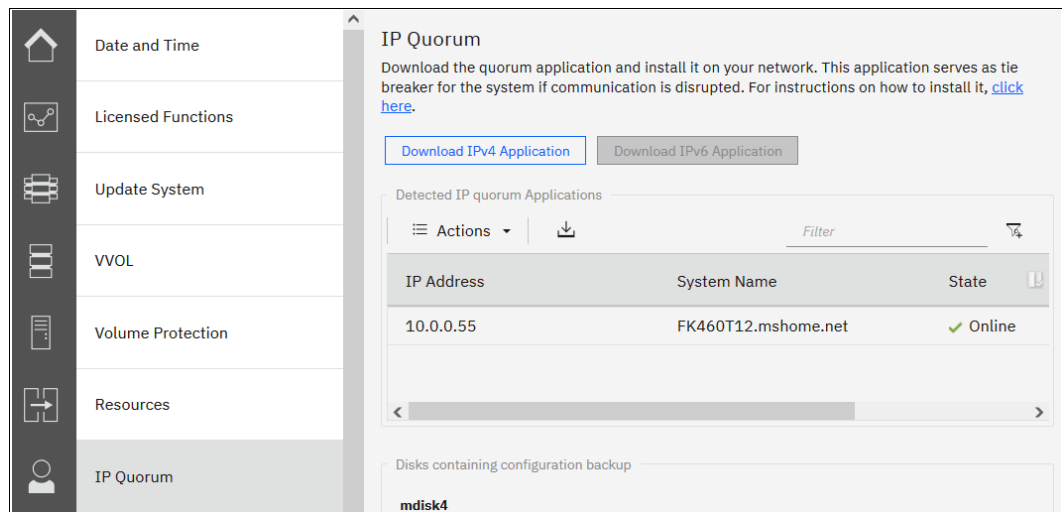 Date and Time
Licensed Functions
Update System
VVOL
Volume Protection
Resources
IP Quorum
IP Quorum
Download the quorum application and install it on your network. This application serves as tie
breaker for the system if communication is disrupted. For instructions on how to install it, click
here.
Download IPv4 Application Download IPv6 Application
Detected IP quorum Applications
Actions Filter
IP Address System Name State
10.0.0.55 FK460T12.mshome.net Online
Disks containing configuration backup
mdisk4